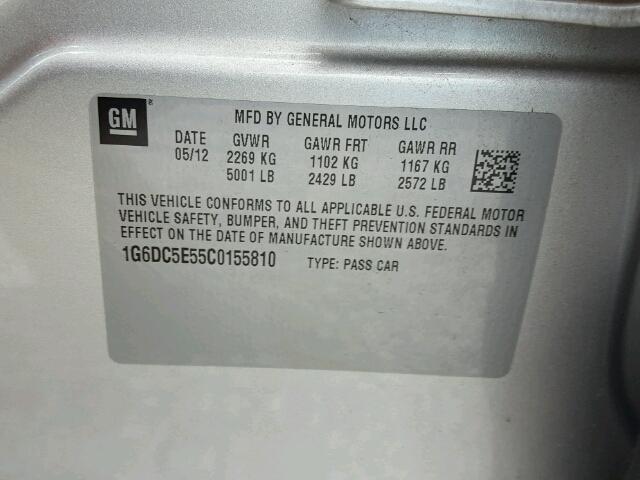 GM ®
MFD BY GENERAL MOTORS LLC
DATE GVWR GAWR FRT GAWR RR
05/12 2269 KG 1102 KG 1167 KG
5001 LB 2429 LB 2572 LB
THIS VEHICLE CONFORMS TO ALL APPLICABLE U.S. FEDERAL MOTOR
VEHICLE SAFETY, BUMPER, AND THEFT PREVENTION STANDARDS IN
EFFECT ON THE DATE OF MANUFACTURE SHOWN ABOVE.
1G6DC5E55C0155810 TYPE: PASS CAR